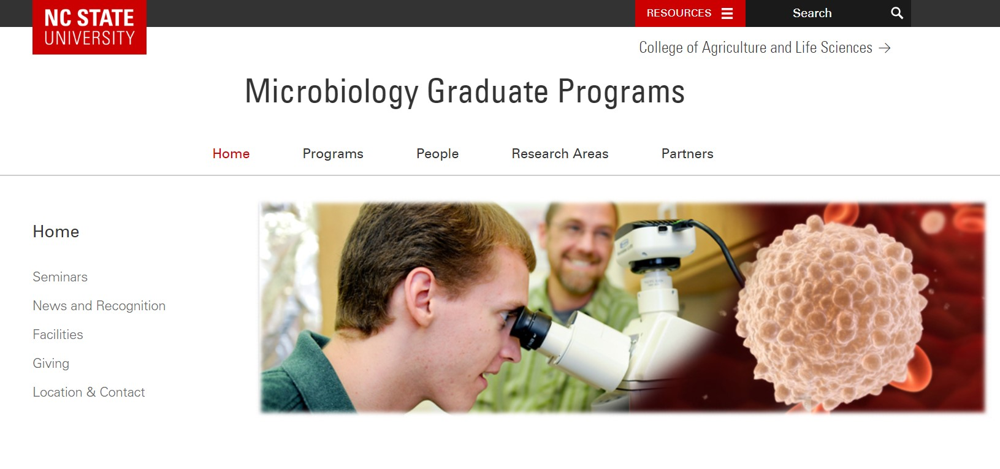 NC STATE
UNIVERSITY
RESOURCES
Search
College of Agriculture and Life Sciences →
Microbiology Graduate Programs
Home
Programs
People
Research Areas
Partners
Home
Seminars
News and Recognition
Facilities
Giving
Location & Contact